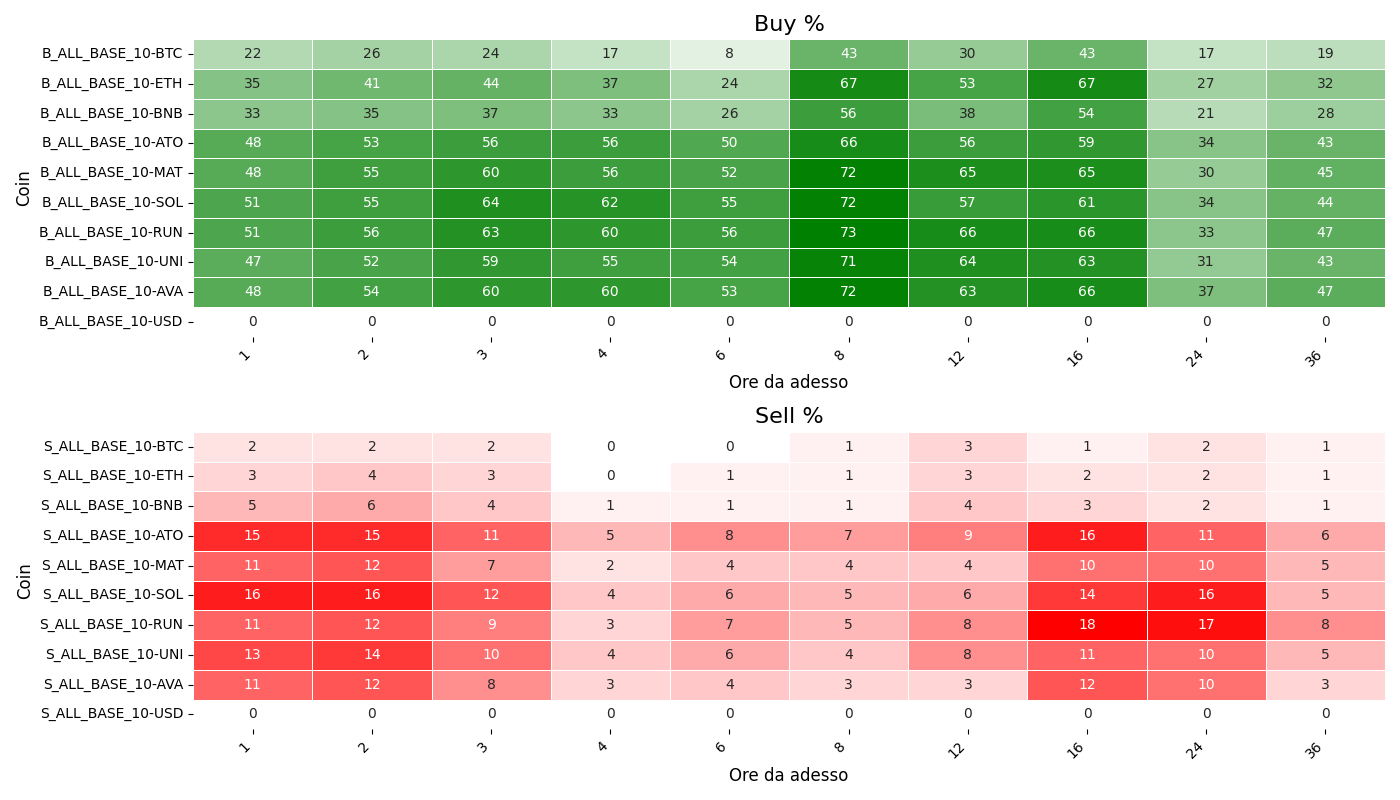 Buy %
Coin
B_ALL_BASE_10-BTC 22 26 24 17 8 43 30 43 17 19
B_ALL_BASE_10-ETH 35 41 44 37 24 67 53 67 27 32
B_ALL_BASE_10-BNB 33 35 37 33 26 56 38 54 21 28
B_ALL_BASE_10-ATO 48 53 56 56 50 66 56 59 34 43
B_ALL_BASE_10-MAT 48 55 60 56 52 72 65 65 30 45
B_ALL_BASE_10-SOL 51 55 64 62 55 72 57 61 34 44
B_ALL_BASE_10-RUN 51 56 63 60 56 73 66 66 33 47
B_ALL_BASE_10-UNI 47 52 59 55 54 71 64 63 31 43
B_ALL_BASE_10-AVA 48 54 60 60 53 72 63 66 37 47
B_ALL_BASE_10-USD 0 0 0 0 0 0 0 0 0 0
1 2 3 4 6 8 12 16 24 36
Ore da adesso
Sell %
Coin
S_ALL_BASE_10-BTC 2 2 2 0 0 1 3 1 2 1
S_ALL_BASE_10-ETH 3 4 3 0 1 1 3 2 2 1
S_ALL_BASE_10-BNB 5 6 4 1 1 1 4 3 2 1
S_ALL_BASE_10-ATO 15 15 11 5 8 7 9 16 11 6
S_ALL_BASE_10-MAT 11 12 7 2 4 4 4 10 10 5
S_ALL_BASE_10-SOL 16 16 12 4 6 5 6 14 16 5
S_ALL_BASE_10-RUN 11 12 9 3 7 5 8 18 17 8
S_ALL_BASE_10-UNI 13 14 10 4 6 4 8 11 10 5
S_ALL_BASE_10-AVA 11 12 8 3 4 3 3 12 10 3
S_ALL_BASE_10-USD 0 0 0 0 0 0 0 0 0 0
1 2 3 4 6 8 12 16 24 36
Ore da adesso